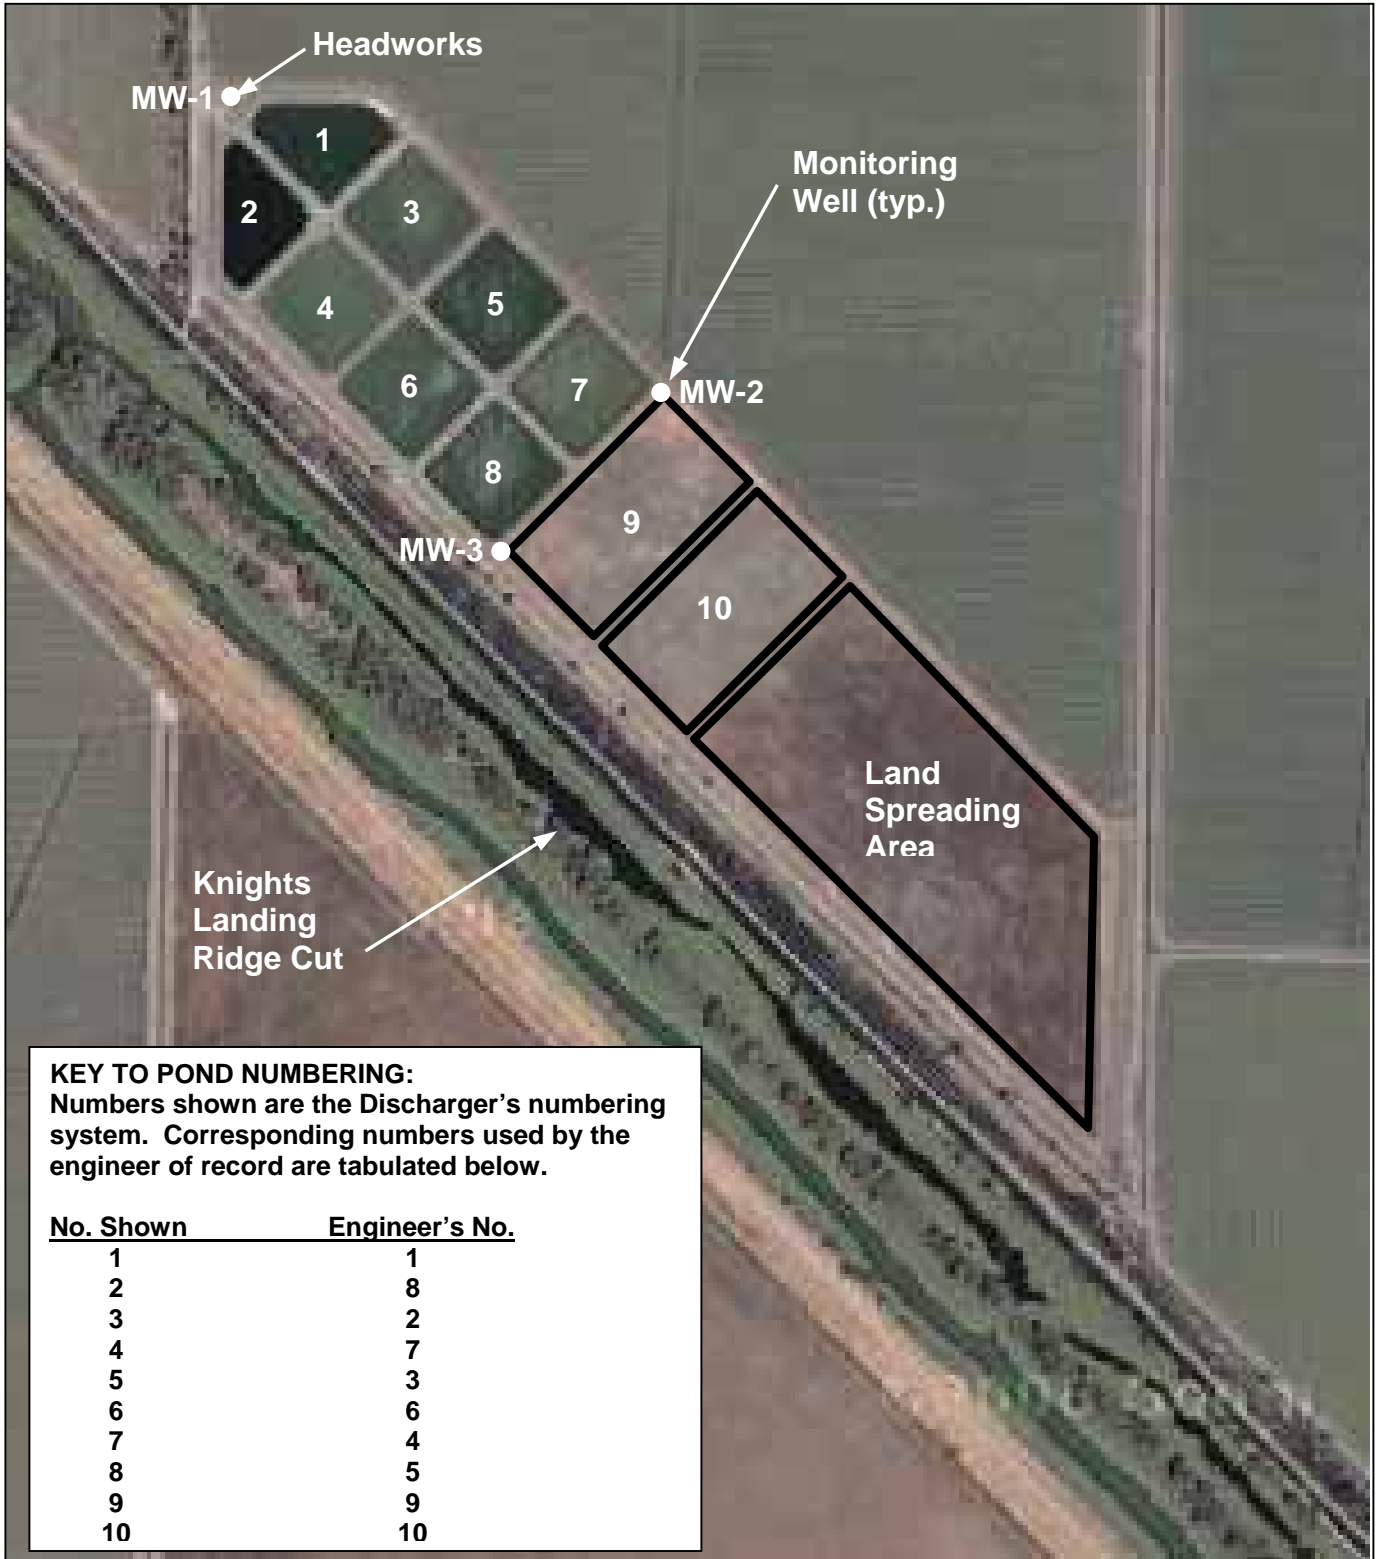 Headworks
MW-1
1
2
3
4
5
6
7
8
Monitoring
Well (typ.)
MW-2
MW-3
9
10
Land
Spreading
Area
Knights
Landing
Ridge Cut
KEY TO POND NUMBERING:
Numbers shown are the Discharger's numbering
system. Corresponding numbers used by the
engineer of record are tabulated below.
No. Shown Engineer's No.
1 1
2 8
3 2
4 7
5 3
6 6
7 4
8 5
9 9
10 10